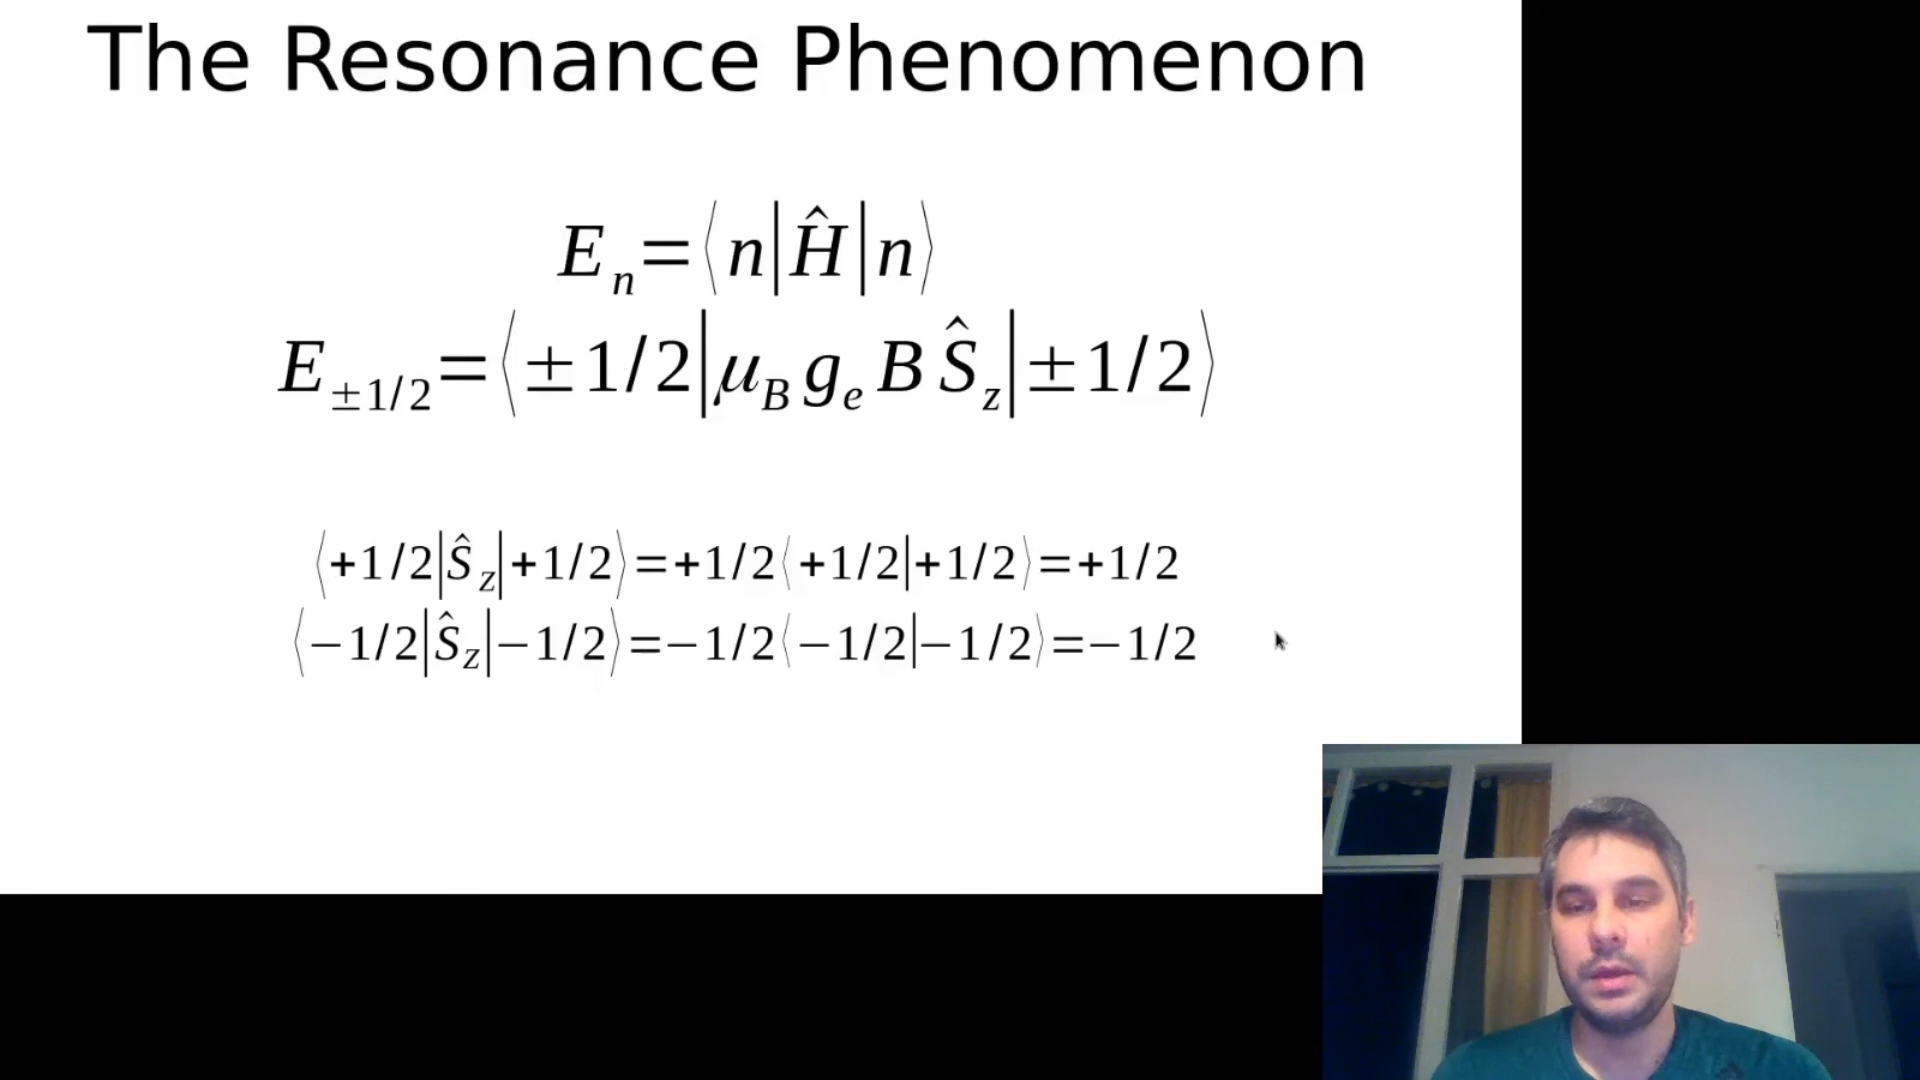 The Resonance Phenomenon
E_n=⟨n|Ĥ|n⟩
E_±1/2=⟨±1/2|μ_B g_e B Ŝ_z|±1/2⟩
⟨+1/2|Ŝ_z|+1/2⟩=+1/2⟨+1/2|+1/2⟩=+1/2
⟨−1/2|Ŝ_z|−1/2⟩=−1/2⟨−1/2|−1/2⟩=−1/2